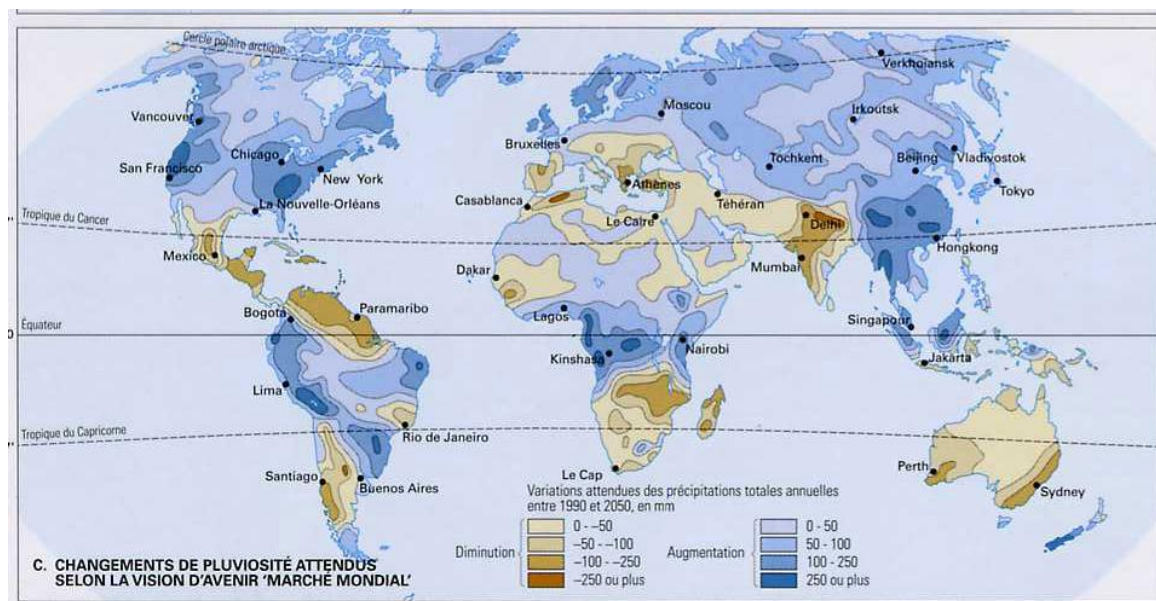 Cercle polaire arctique
Verkhoïansk
Vancouver
Moscou
Irkoutsk
Bruxelles
Chicago
San Francisco
New York
Tochkent
Beijing
Vladivostok
Athènes
Tokyo
La Nouvelle-Orléans
Casablanca
Téhéran
Tropique du Cancer
Le Caire
Delhi
Hongkong
Mexico
Dakar
Mumbai
Bogota
Paramaribo
Lagos
Singapour
0
Équateur
Kinshasa
Nairobi
Jakarta
Lima
Tropique du Capricorne
Rio de Janeiro
Perth
Santiago
Buenos Aires
Le Cap
Sydney
Variations attendues des précipitations totales annuelles
entre 1990 et 2050, en mm
Diminution
0 - –50
–50 - –100
–100 - –250
–250 ou plus
Augmentation
0 - 50
50 - 100
100 - 250
250 ou plus
C. CHANGEMENTS DE PLUVIOSITÉ ATTENDUS
SELON LA VISION D'AVENIR 'MARCHÉ MONDIAL'